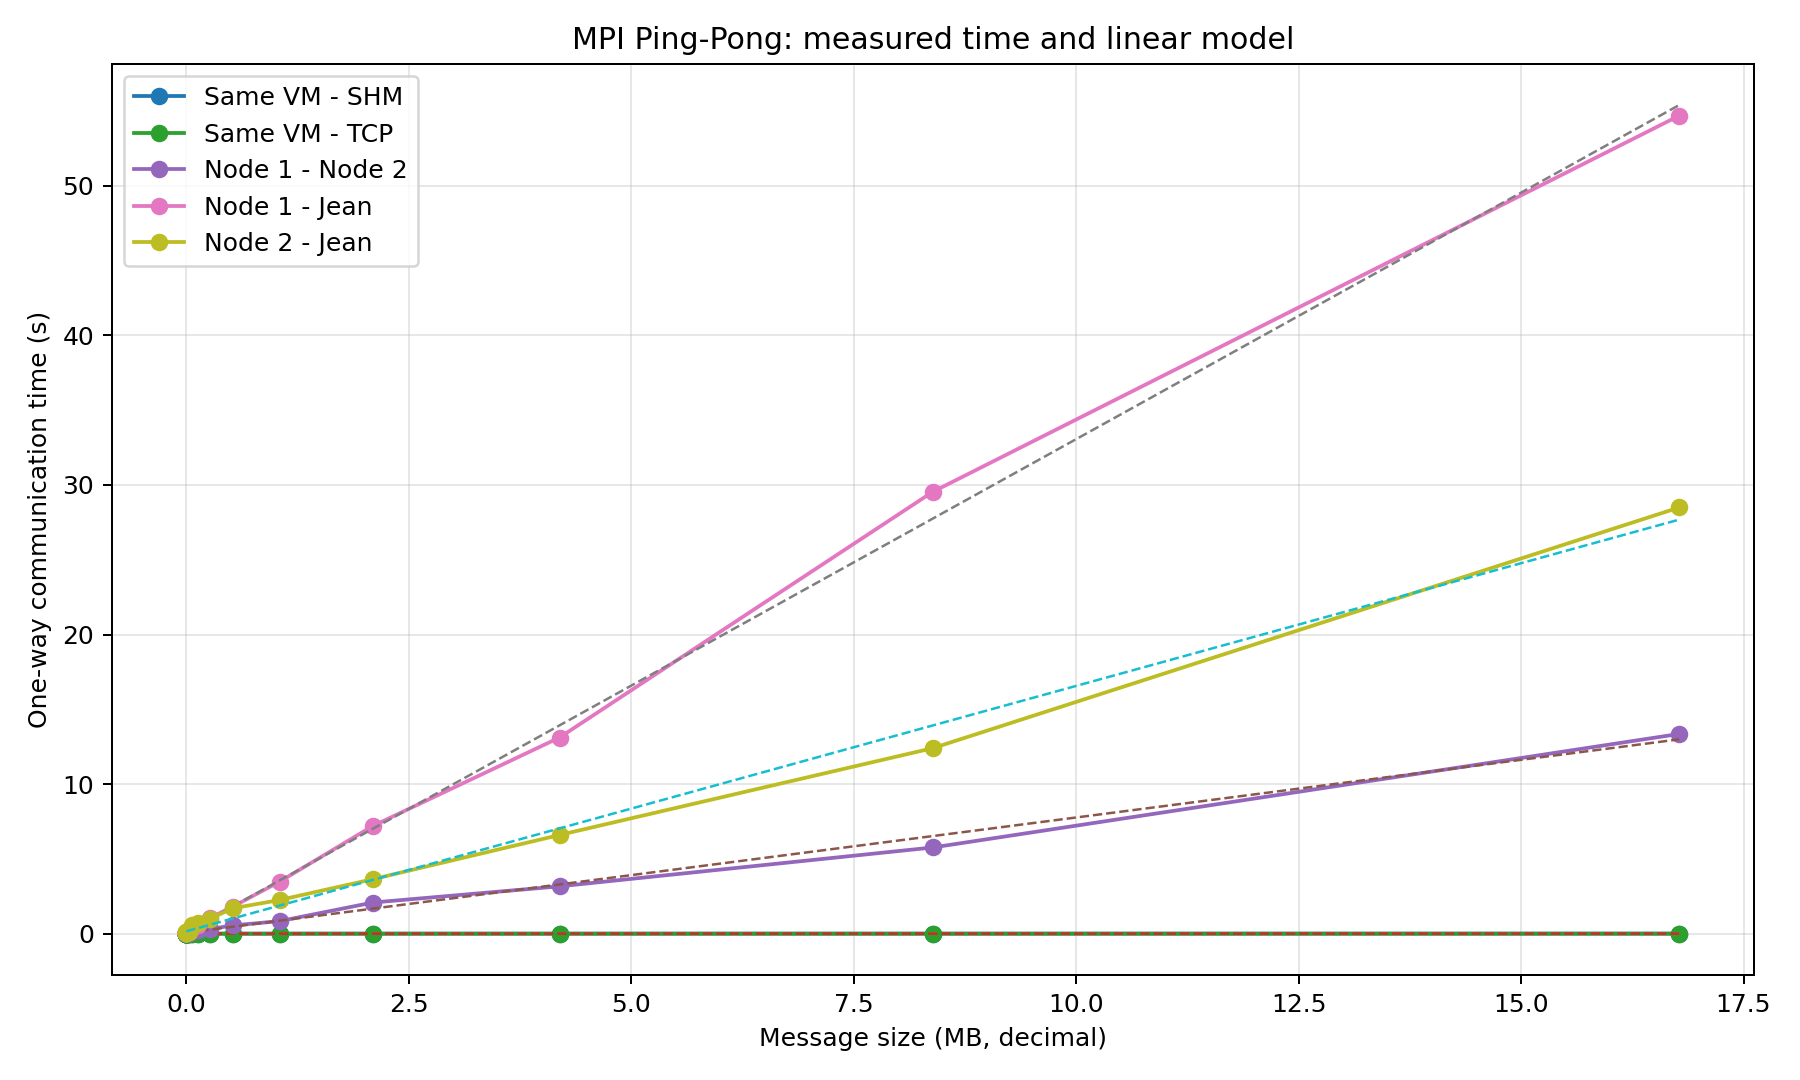 MPI Ping-Pong: measured time and linear model
Same VM - SHM
Same VM - TCP
Node 1 - Node 2
Node 1 - Jean
Node 2 - Jean
One-way communication time (s)
50
40
30
20
10
0
0.0 2.5 5.0 7.5 10.0 12.5 15.0 17.5
Message size (MB, decimal)